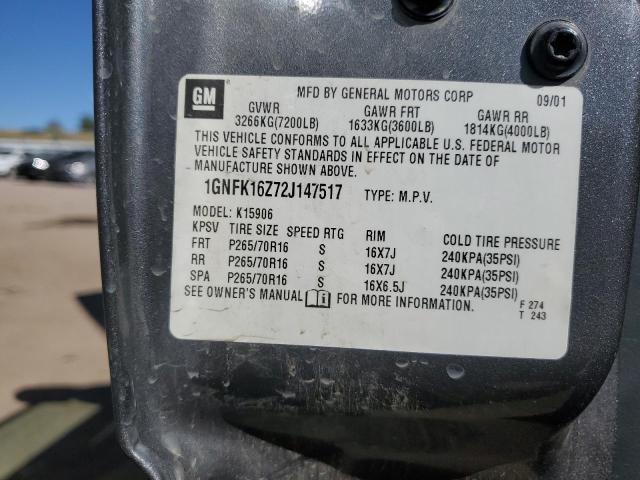 GM
MFD BY GENERAL MOTORS CORP 09/01
GVWR GAWR FRT GAWR RR
3266KG(7200LB) 1633KG(3600LB) 1814KG(4000LB)
THIS VEHICLE CONFORMS TO ALL APPLICABLE U.S. FEDERAL MOTOR
VEHICLE SAFETY STANDARDS IN EFFECT ON THE DATE OF
MANUFACTURE SHOWN ABOVE.
1GNFK16Z72J147517 TYPE: M.P.V.
MODEL: K15906
KPSV TIRE SIZE SPEED RTG RIM COLD TIRE PRESSURE
FRT P265/70R16 S 16X7J 240KPA(35PSI)
RR P265/70R16 S 16X7J 240KPA(35PSI)
SPA P265/70R16 S 16X6.5J 240KPA(35PSI)
SEE OWNER'S MANUAL FOR MORE INFORMATION.
F 274
T 243